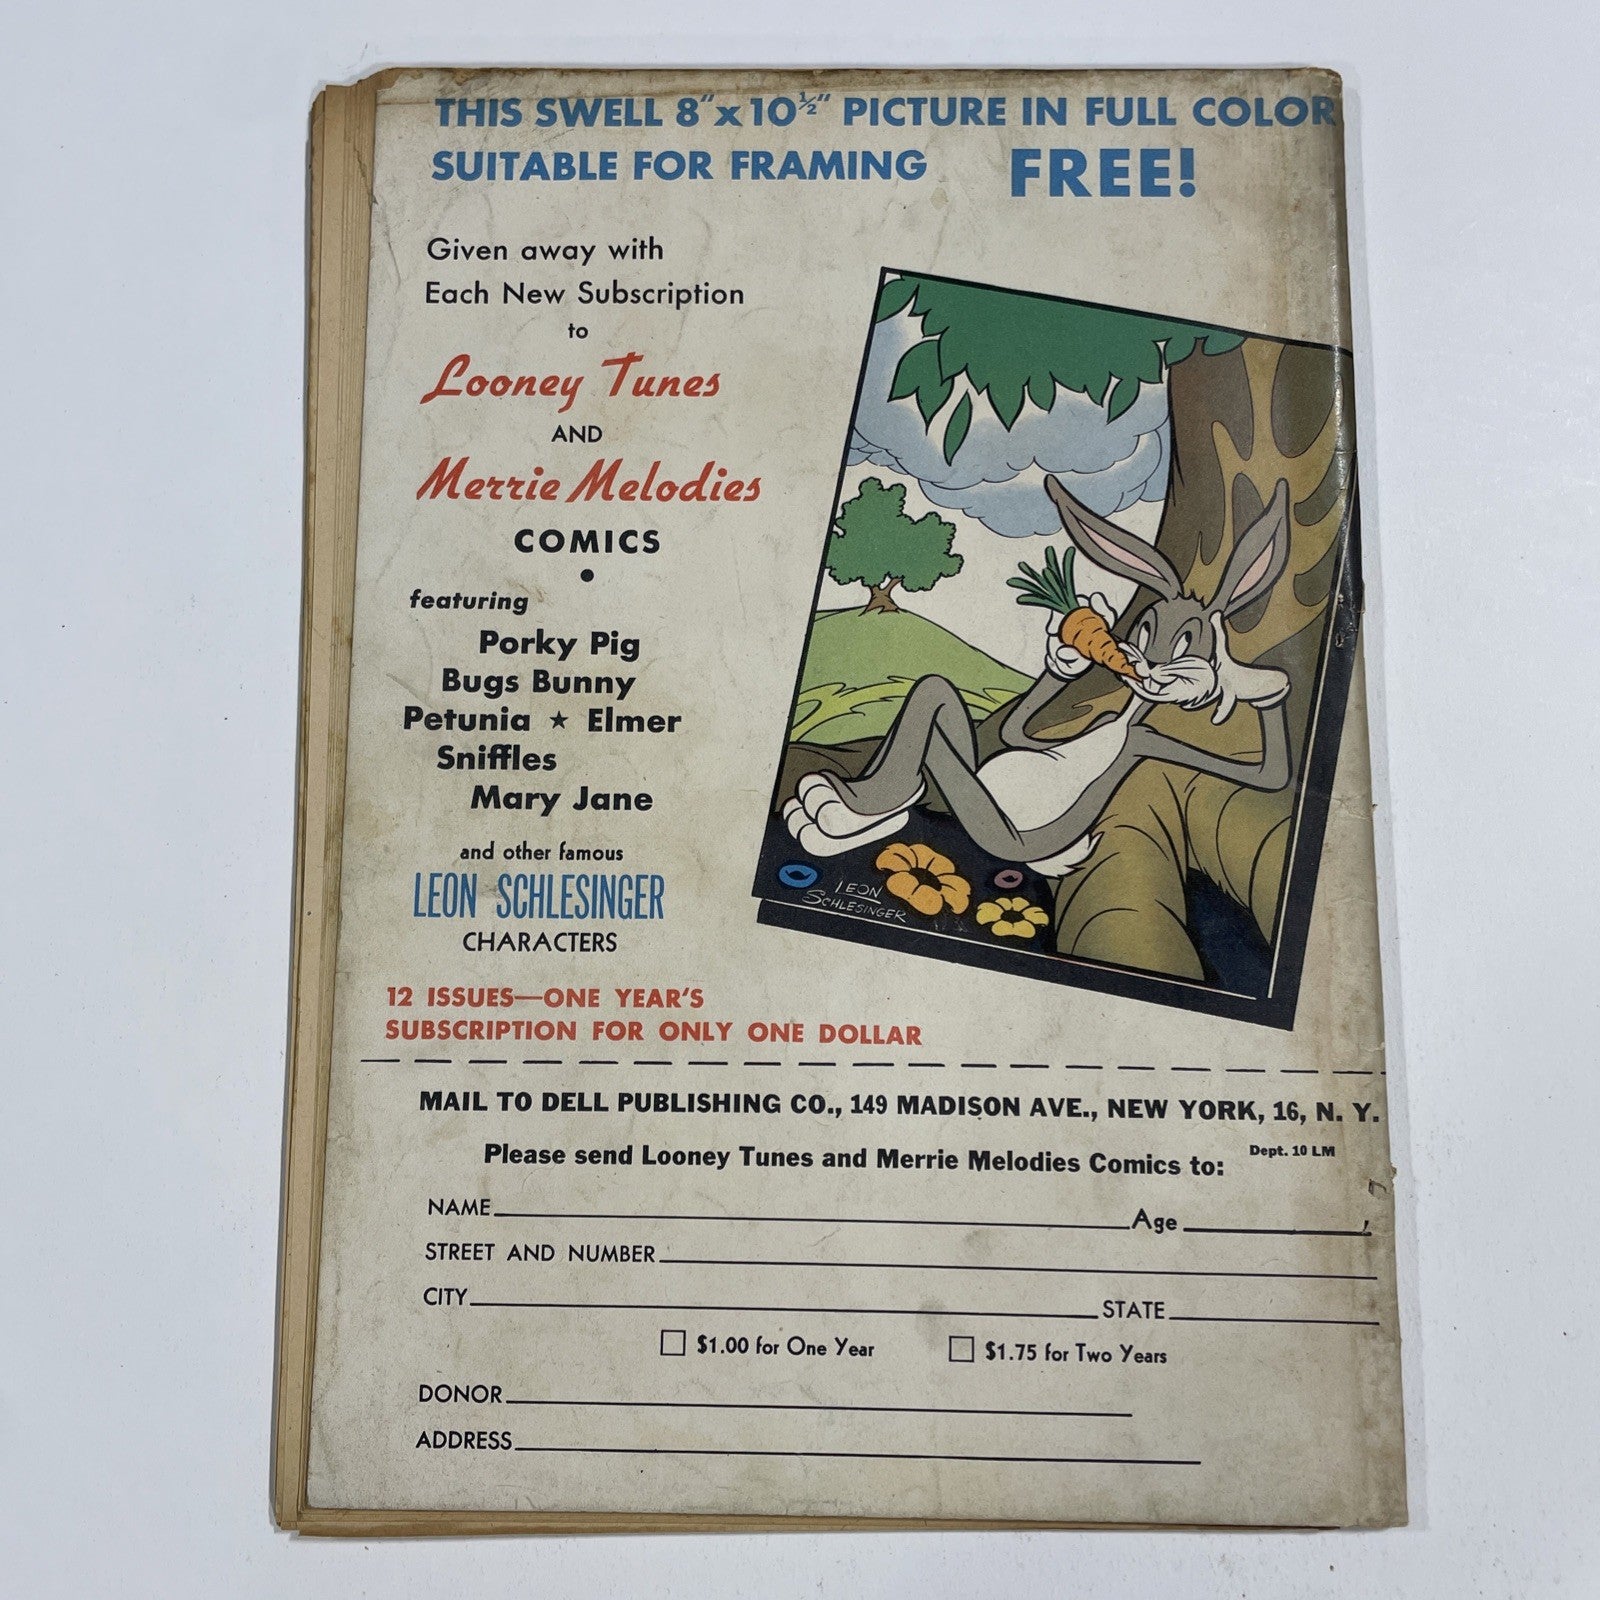 THIS SWELL 8"x10½" PICTURE IN FULL COLOR
SUITABLE FOR FRAMING FREE!
Given away with
Each New Subscription
to
Looney Tunes
AND
Merrie Melodies
COMICS
•
featuring
Porky Pig
Bugs Bunny
Petunia ★ Elmer
Sniffles
Mary Jane
and other famous
LEON SCHLESINGER
CHARACTERS
LEON
SCHLESINGER
12 ISSUES—ONE YEAR'S
SUBSCRIPTION FOR ONLY ONE DOLLAR
MAIL TO DELL PUBLISHING CO., 149 MADISON AVE., NEW YORK, 16, N. Y.
Please send Looney Tunes and Merrie Melodies Comics to: Dept. 10 LM
NAME Age
STREET AND NUMBER
CITY STATE
$1.00 for One Year $1.75 for Two Years
DONOR
ADDRESS